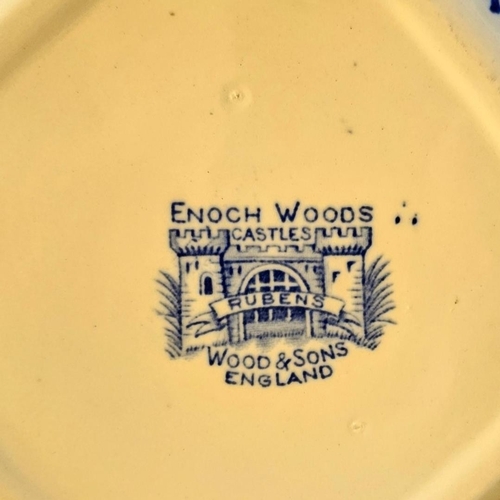 ENOCH WOODS
CASTLES
RUBENS
WOOD & SONS
ENGLAND